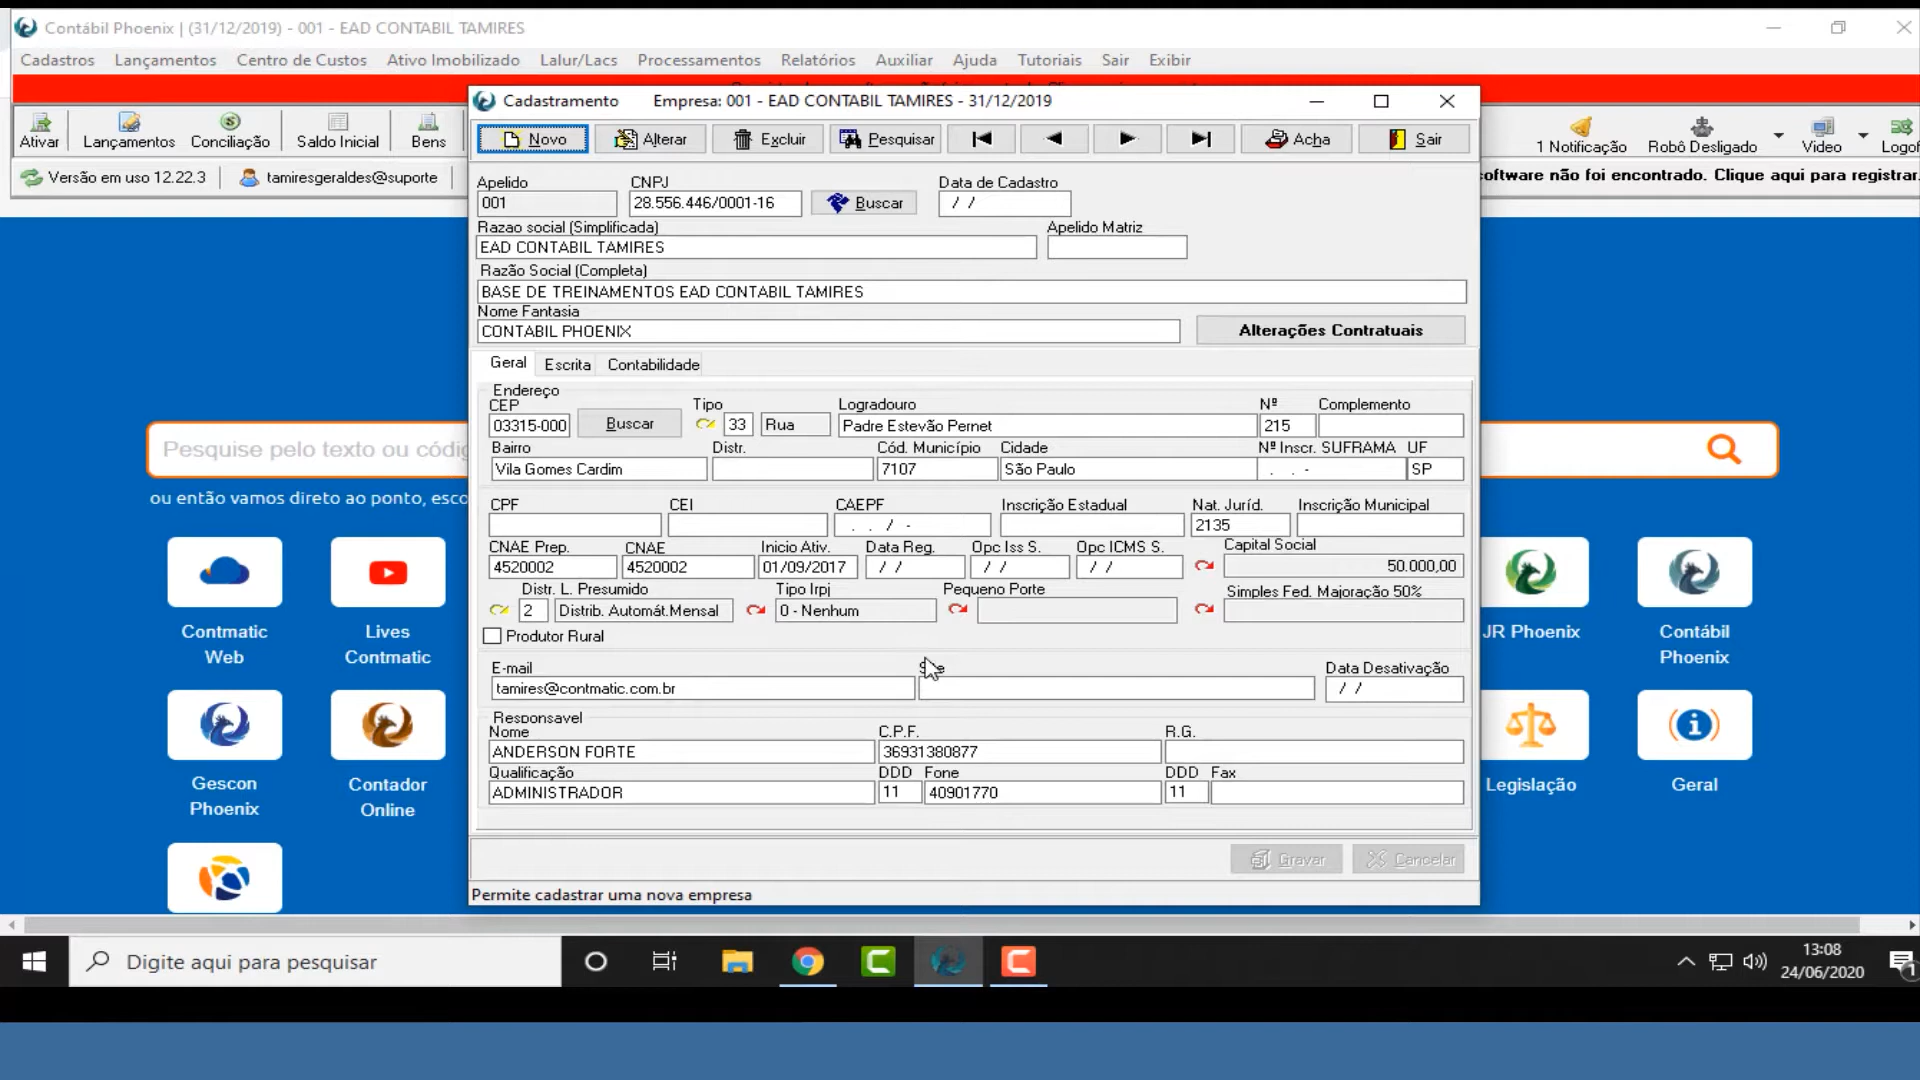 Contábil Phoenix | (31/12/2019) - 001 - EAD CONTABIL TAMIRES
Cadastros Lançamentos Centro de Custos Ativo Imobilizado Lalur/Lacs Processamentos Relatórios Auxiliar Ajuda Tutoriais Sair Exibir
Cadastramento Empresa: 001 - EAD CONTABIL TAMIRES - 31/12/2019
Novo Alterar Excluir Pesquisar Acha Sair
Ativar Lançamentos Conciliação Saldo Inicial Bens
1 Notificação Robô Desligado Video Logof
Versão em uso 12.22.3 tamiresgeraldes@suporte
oftware não foi encontrado. Clique aqui para registrar.
Apelido CNPJ Data de Cadastro
001 28.556.446/0001-16 Buscar / /
Razao social (Simplificada) Apelido Matriz
EAD CONTABIL TAMIRES
Razão Social (Completa)
BASE DE TREINAMENTOS EAD CONTABIL TAMIRES
Nome Fantasia
CONTABIL PHOENIX Alterações Contratuais
Geral Escrita Contabilidade
Endereço
CEP Tipo Logradouro Nº Complemento
03315-000 Buscar 33 Rua Padre Estevão Pernet 215
Bairro Distr. Cód. Município Cidade Nº Inscr. SUFRAMA UF
Vila Gomes Cardim 7107 São Paulo . . - SP
CPF CEI CAEPF Inscrição Estadual Nat. Juríd. Inscrição Municipal
. . / - 2135
CNAE Prep. CNAE Inicio Ativ. Data Reg. Opc Iss S. Opc ICMS S. Capital Social
4520002 4520002 01/09/2017 / / / / / / 50.000,00
Distr. L. Presumido Tipo Irpj Pequeno Porte Simples Fed. Majoração 50%
2 Distrib. Automát.Mensal 0 - Nenhum
Produtor Rural
E-mail Data Desativação
tamires@contmatic.com.br / /
Responsavel
Nome C.P.F. R.G.
ANDERSON FORTE 36931380877
Qualificação DDD Fone DDD Fax
ADMINISTRADOR 11 40901770 11
Gravar Cancelar
Permite cadastrar uma nova empresa
Pesquise pelo texto ou códig
ou então vamos direto ao ponto, esco
Contmatic Web
Lives Contmatic
JR Phoenix
Contábil Phoenix
Gescon Phoenix
Contador Online
Legislação
Geral
Digite aqui para pesquisar
13:08
24/06/2020
1